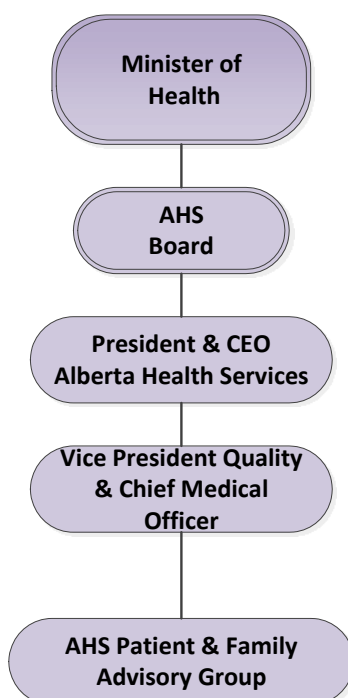 Minister of
Health
AHS
Board
President & CEO
Alberta Health Services
Vice President Quality
& Chief Medical
Officer
AHS Patient & Family
Advisory Group